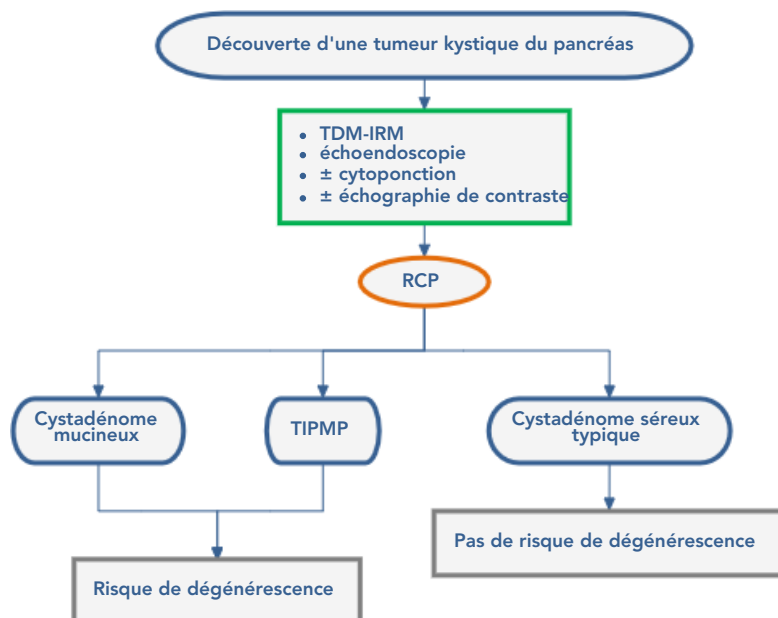 Découverte d'une tumeur kystique du pancréas
• TDM-IRM
• échoendoscopie
• ± cytoponction
• ± échographie de contraste
RCP
Cystadénome
mucineux
TIPMP
Cystadénome séreux
typique
Pas de risque de dégénérescence
Risque de dégénérescence